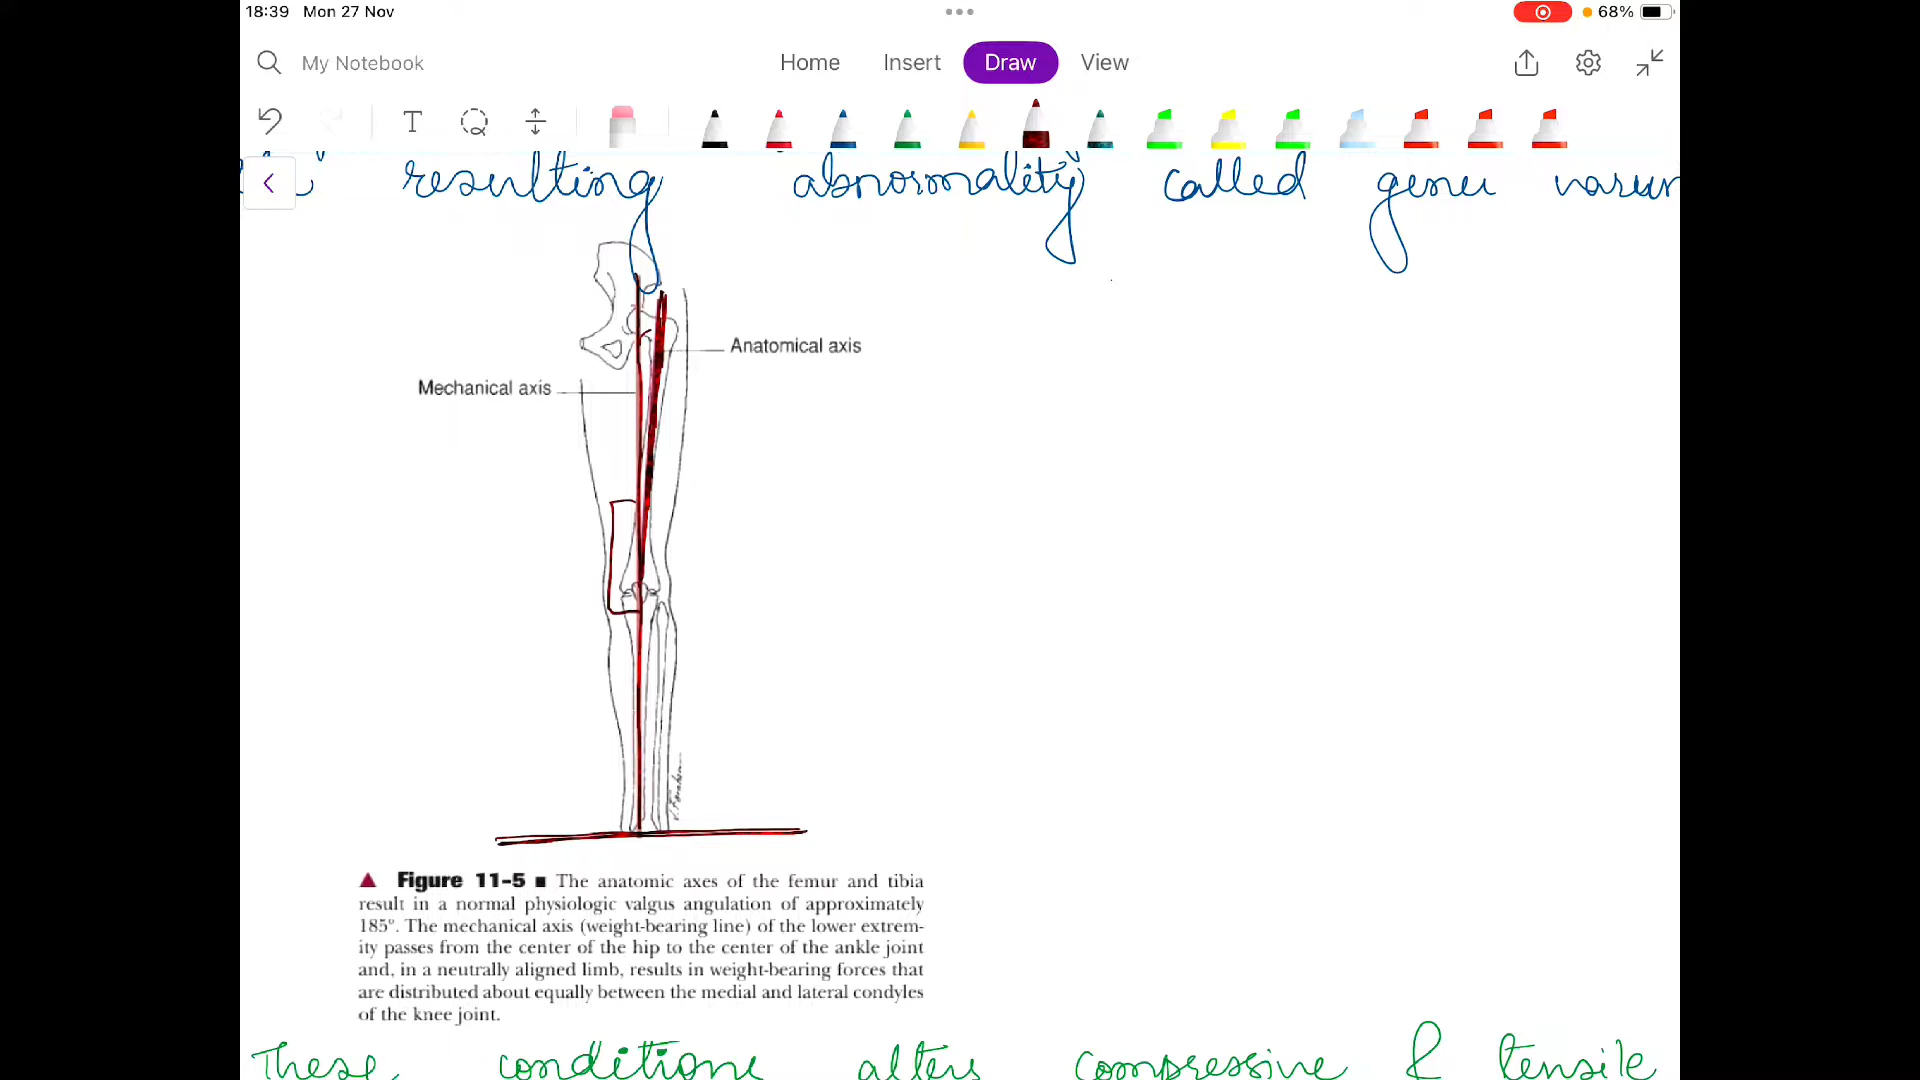 18:39 Mon 27 Nov
68%
My Notebook
Home Insert Draw View
T
resulting abnormality called genu
Anatomical axis
Mechanical axis
Figure 11-5 ■ The anatomic axes of the femur and tibia
result in a normal physiologic valgus angulation of approximately
185°. The mechanical axis (weight-bearing line) of the lower extrem-
ity passes from the center of the hip to the center of the ankle joint
and, in a neutrally aligned limb, results in weight-bearing forces that
are distributed about equally between the medial and lateral condyles
of the knee joint.
These conditions alters compressive & tensile